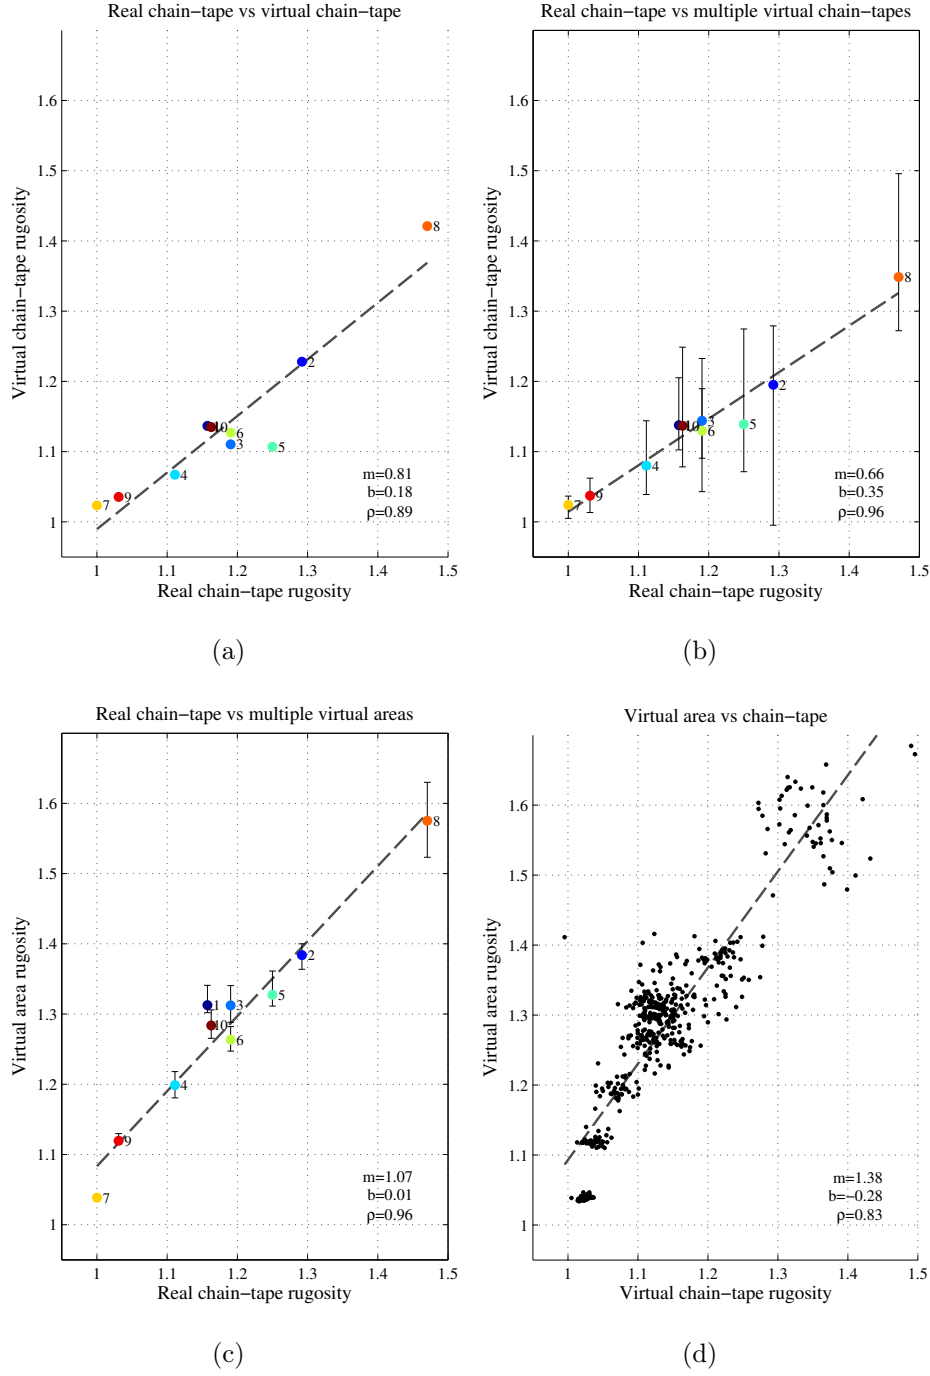 Real chain−tape vs virtual chain−tape
Virtual chain−tape rugosity
1.6
1.5
1.4
1.3
1.2
1.1
1
8
2
10
6
3
5
4
9
7
m=0.81
b=0.18
ρ=0.89
1 1.1 1.2 1.3 1.4 1.5
Real chain−tape rugosity
(a)
Real chain−tape vs multiple virtual chain−tapes
Virtual chain−tape rugosity
1.6
1.5
1.4
1.3
1.2
1.1
1
8
2
10
6
5
4
9
7
m=0.66
b=0.35
ρ=0.96
1 1.1 1.2 1.3 1.4 1.5
Real chain−tape rugosity
(b)
Real chain−tape vs multiple virtual areas
Virtual area rugosity
1.6
1.5
1.4
1.3
1.2
1.1
1
8
2
5
1
3
10
6
4
9
7
m=1.07
b=0.01
ρ=0.96
1 1.1 1.2 1.3 1.4 1.5
Real chain−tape rugosity
(c)
Virtual area vs chain−tape
Virtual area rugosity
1.6
1.5
1.4
1.3
1.2
1.1
1
m=1.38
b=−0.28
ρ=0.83
1 1.1 1.2 1.3 1.4 1.5
Virtual chain−tape rugosity
(d)